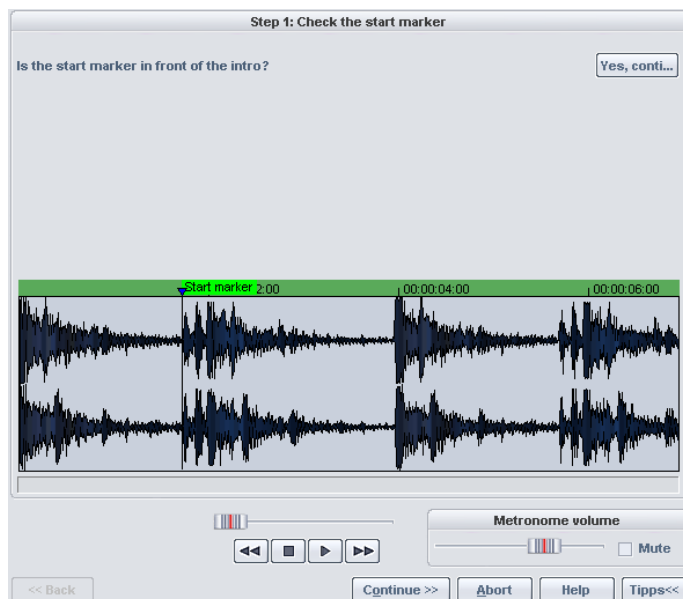 Step 1: Check the start marker
Is the start marker in front of the intro?
Yes, conti...
Start marker 2:00 00:00:04:00 00:00:06:00
Metronome volume
Mute
<< Back Continue >> Abort Help Tipps<<